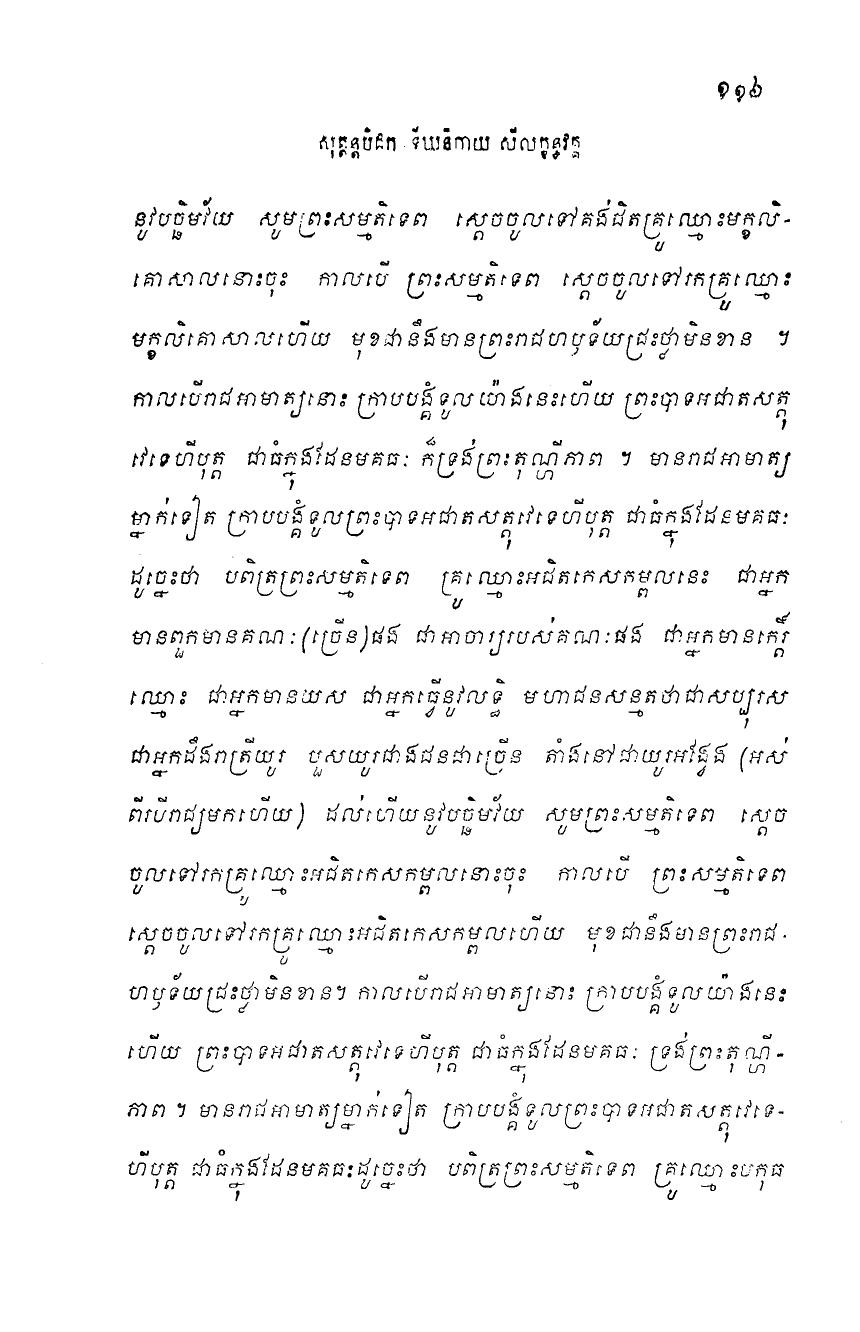 ១១៦
សុត្តន្តបិដក ទីឃនិកាយ សីលក្ខន្ធវគ្គ
នូវបច្ឆិមវ័យ សូមព្រះសម្មតិទេព ស្តេចចូលទៅគង់ជិតគ្រូឈ្មោះមក្ខលិ-
គោសាលនោះចុះ កាលបើ ព្រះសម្មតិទេព ស្តេចចូលទៅរកគ្រូឈ្មោះ
មក្ខលិគោសាលហើយ មុខជានឹងមានព្រះរាជហឫទ័យជ្រះថ្លាមិនខាន ។
កាលបើរាជអាមាត្យនោះ ក្រាបបង្គំទូលយ៉ាងនេះហើយ ព្រះបាទអជាតសត្តុ
វេទេហីបុត្ត ជាធំក្នុងដែនមគធៈ ក៏ទ្រង់ព្រះតុណ្ហីភាព ។ មានរាជអាមាត្យ
ម្នាក់ទៀត ក្រាបបង្គំទូលព្រះបាទអជាតសត្តុវេទេហីបុត្ត ជាធំក្នុងដែនមគធៈ
ដូច្នេះថា បពិត្រព្រះសម្មតិទេព គ្រូឈ្មោះអជិតកេសកម្ពលនេះ ជាអ្នក
មានពួកមានគណៈ(ច្រើន)ផង ជាអាចារ្យរបស់គណៈផង ជាអ្នកមានកេរ្តិ៍
ឈ្មោះ ជាអ្នកមានយស ជាអ្នកធ្វើនូវលទ្ធិ មហាជនសន្មតថាជាសប្បុរស
ជាអ្នកដឹងរាត្រីយូរ បួសយូរជាងជនជាច្រើន តាំងនៅជាយូរអង្វែង (អស់
ពីរបីរាជ្យមកហើយ) ដល់ហើយនូវបច្ឆិមវ័យ សូមព្រះសម្មតិទេព ស្តេច
ចូលទៅរកគ្រូឈ្មោះអជិតកេសកម្ពលនោះចុះ កាលបើ ព្រះសម្មតិទេព
ស្តេចចូលទៅរកគ្រូឈ្មោះអជិតកេសកម្ពលហើយ មុខជានឹងមានព្រះរាជ-
ហឫទ័យជ្រះថ្លាមិនខាន។ កាលបើរាជអាមាត្យនោះ ក្រាបបង្គំទូលយ៉ាងនេះ
ហើយ ព្រះបាទអជាតសត្តុវេទេហីបុត្ត ជាធំក្នុងដែនមគធៈ ទ្រង់ព្រះតុណ្ហី-
ភាព ។ មានរាជអាមាត្យម្នាក់ទៀត ក្រាបបង្គំទូលព្រះបាទអជាតសត្តុវេទេ-
ហីបុត្ត ជាធំក្នុងដែនមគធៈដូច្នេះថា បពិត្រព្រះសម្មតិទេព គ្រូឈ្មោះបកុធ